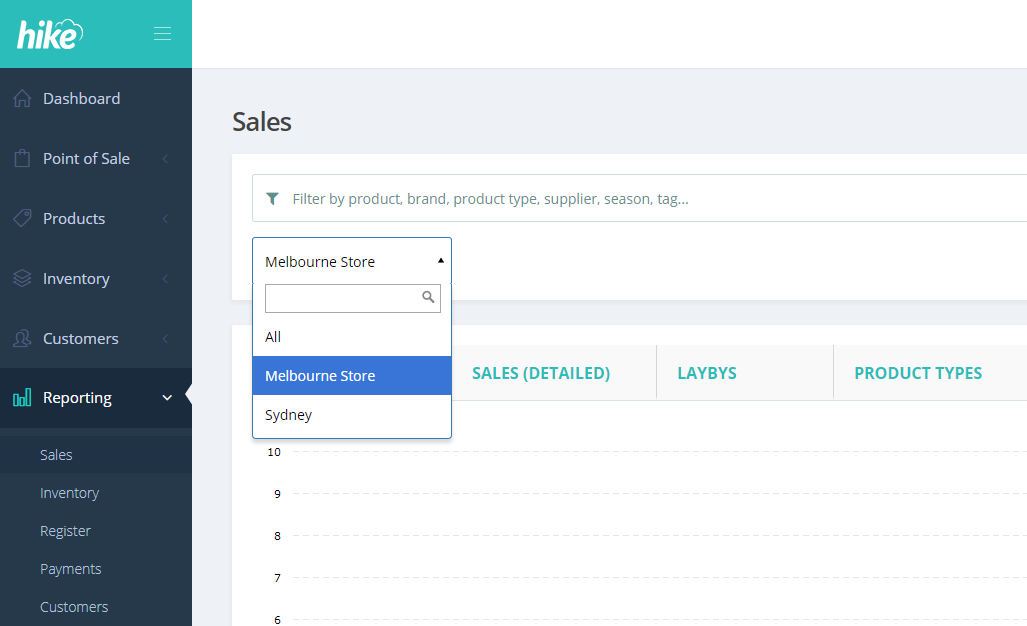 hike
Dashboard
Point of Sale
Products
Inventory
Customers
Reporting
Sales
Inventory
Register
Payments
Customers
Sales
Filter by product, brand, product type, supplier, season, tag...
Melbourne Store
All
Melbourne Store
Sydney
SALES (DETAILED) LAYBYS PRODUCT TYPES
10
9
8
7
6